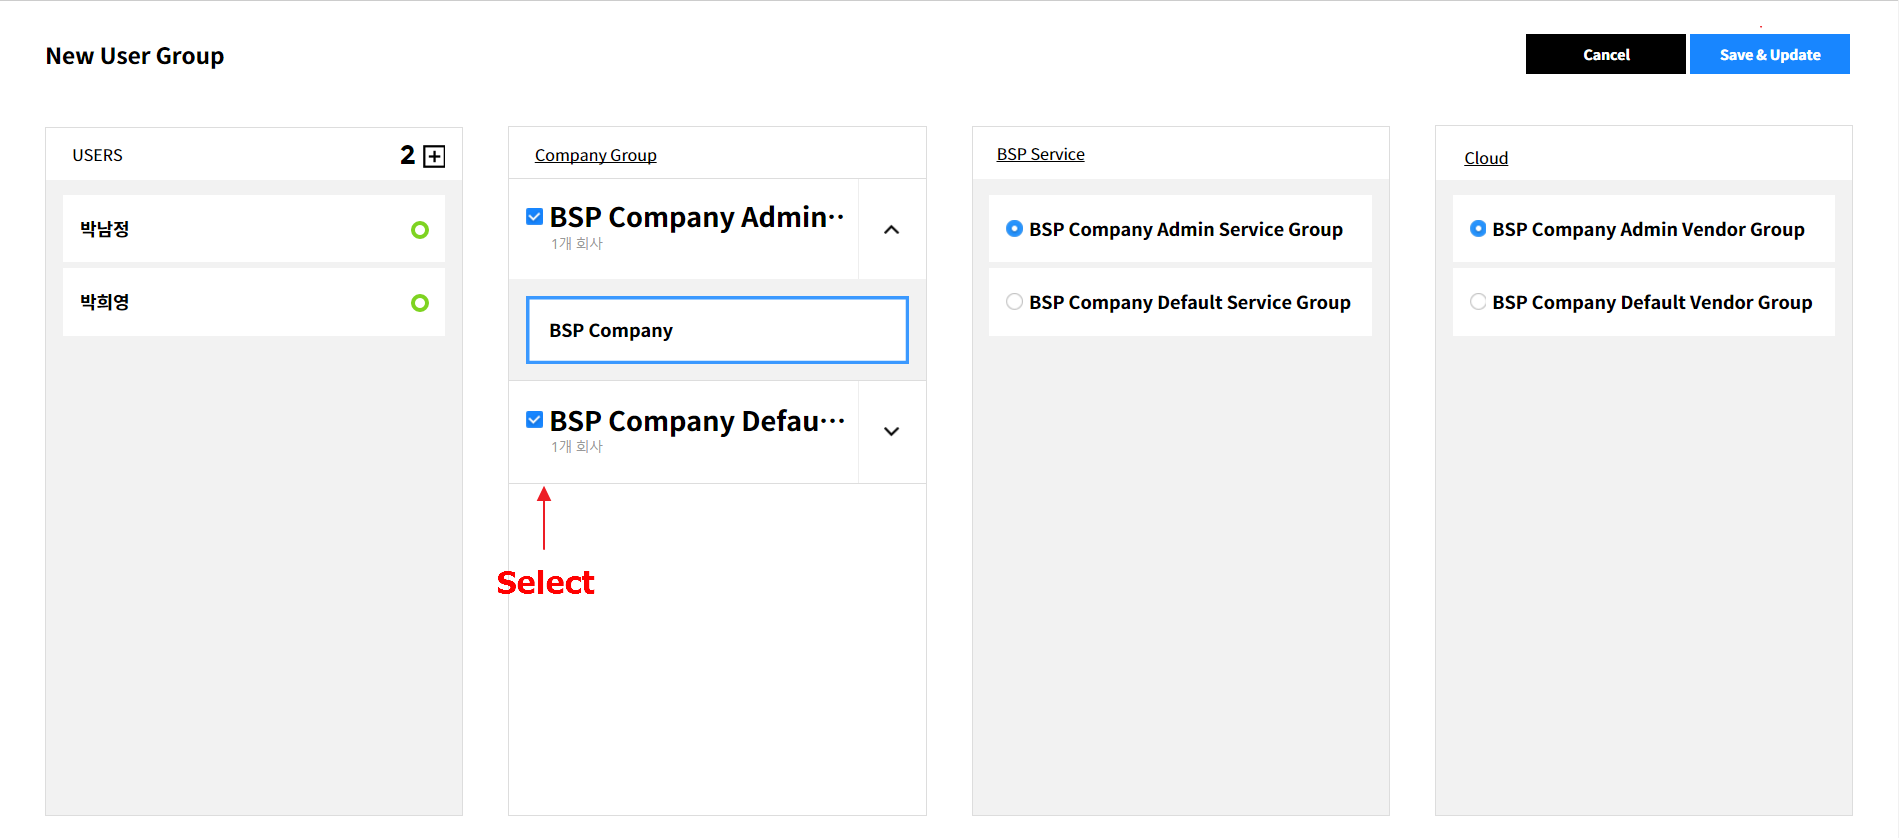 New User Group
Cancel
Save & Update
USERS
2
박남정
박희영
Company Group
BSP Company Admin··
1개 회사
BSP Company
BSP Company Defau···
1개 회사
Select
BSP Service
BSP Company Admin Service Group
BSP Company Default Service Group
Cloud
BSP Company Admin Vendor Group
BSP Company Default Vendor Group